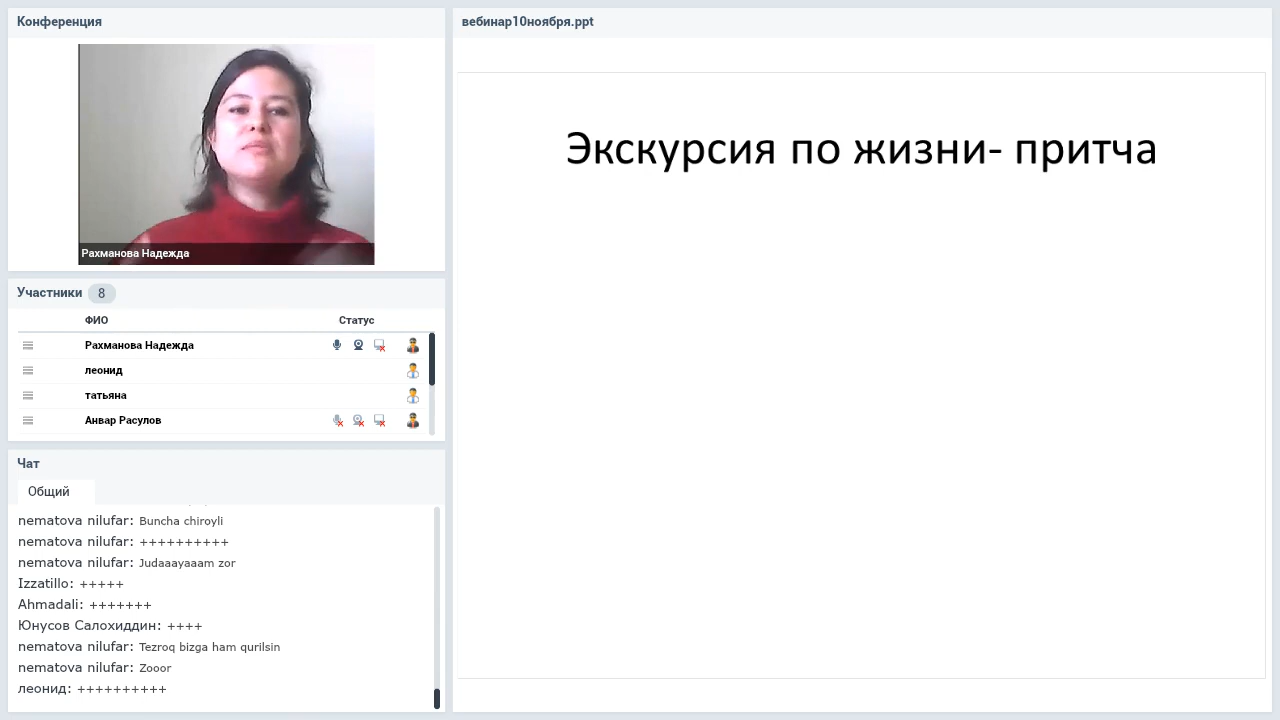 Конференция
Рахманова Надежда
Участники 8
ФИО Статус
Рахманова Надежда
леонид
татьяна
Анвар Расулов
Чат
Общий
nematova nilufar: Buncha chiroyli
nematova nilufar: ++++++++++
nematova nilufar: Judaaayaaam zor
Izzatillo: +++++
Ahmadali: +++++++
Юнусов Салохиддин: ++++
nematova nilufar: Tezroq bizga ham qurilsin
nematova nilufar: Zooor
леонид: ++++++++++
вебинар10ноября.ppt
Экскурсия по жизни- притча